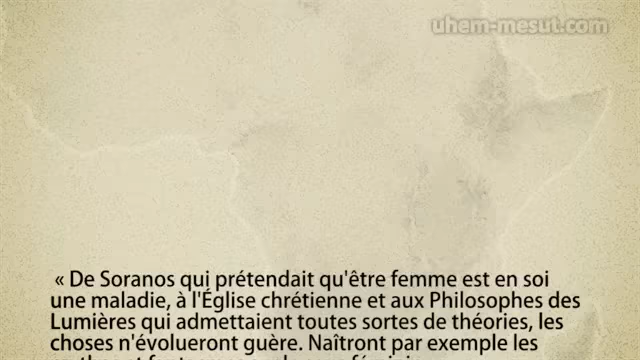 uhem-mesut.com
« De Soranos qui prétendait qu'être femme est en soi
une maladie, à l'Église chrétienne et aux Philosophes des
Lumières qui admettaient toutes sortes de théories, les
choses n'évolueront guère. Naîtront par exemple les